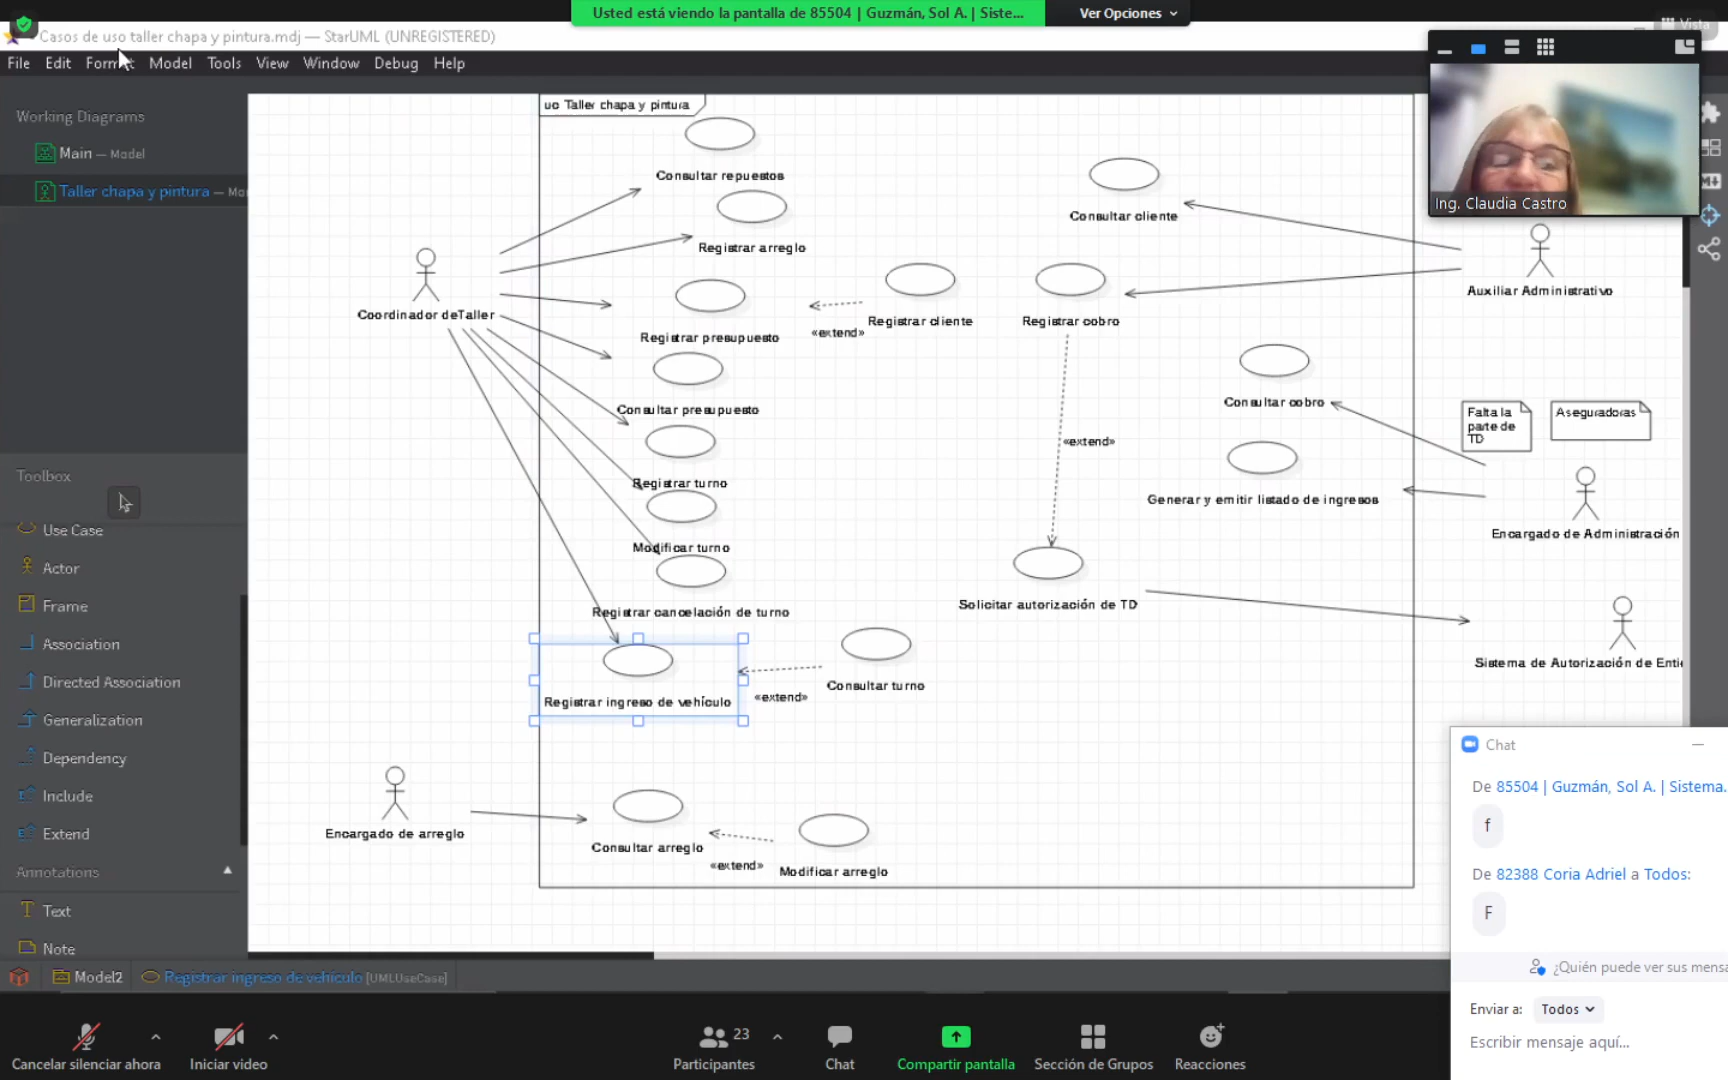 Usted está viendo la pantalla de 85504 | Guzmán, Sol A. | Siste...
Ver Opciones
Vista
Casos de uso taller chapa y pintura.mdj — StarUML (UNREGISTERED)
File Edit Format Model Tools View Window Debug Help
Working Diagrams
Main — Model
Taller chapa y pintura — Mo
Toolbox
Use Case
Actor
Frame
Association
Directed Association
Generalization
Dependency
Include
Extend
Annotations
Text
Note
uc Taller chapa y pintura
Consultar repuestos
Registrar arreglo
Registrar presupuesto
«extend»
Registrar cliente
Consultar presupuesto
Registrar turno
Modificar turno
Registrar cancelación de turno
Registrar ingreso de vehículo
«extend»
Consultar turno
Consultar arreglo
«extend»
Modificar arreglo
Coordinador deTaller
Encargado de arreglo
Consultar cliente
Registrar cobro
«extend»
Consultar cobro
Generar y emitir listado de ingresos
Solicitar autorización de TD
Auxiliar Administrativo
Falta la
parte de
TD
Aseguradoras
Encargado de Administración
Sistema de Autorización de Enti
Ing. Claudia Castro
Model2
Registrar ingreso de vehículo [UMLUseCase]
Chat
De 85504 | Guzmán, Sol A. | Sistema.
f
De 82388 Coria Adriel a Todos:
F
¿Quién puede ver sus mensa
Enviar a: Todos
Escribir mensaje aquí...
Cancelar silenciar ahora
Iniciar video
Participantes
23
Chat
Compartir pantalla
Sección de Grupos
Reacciones